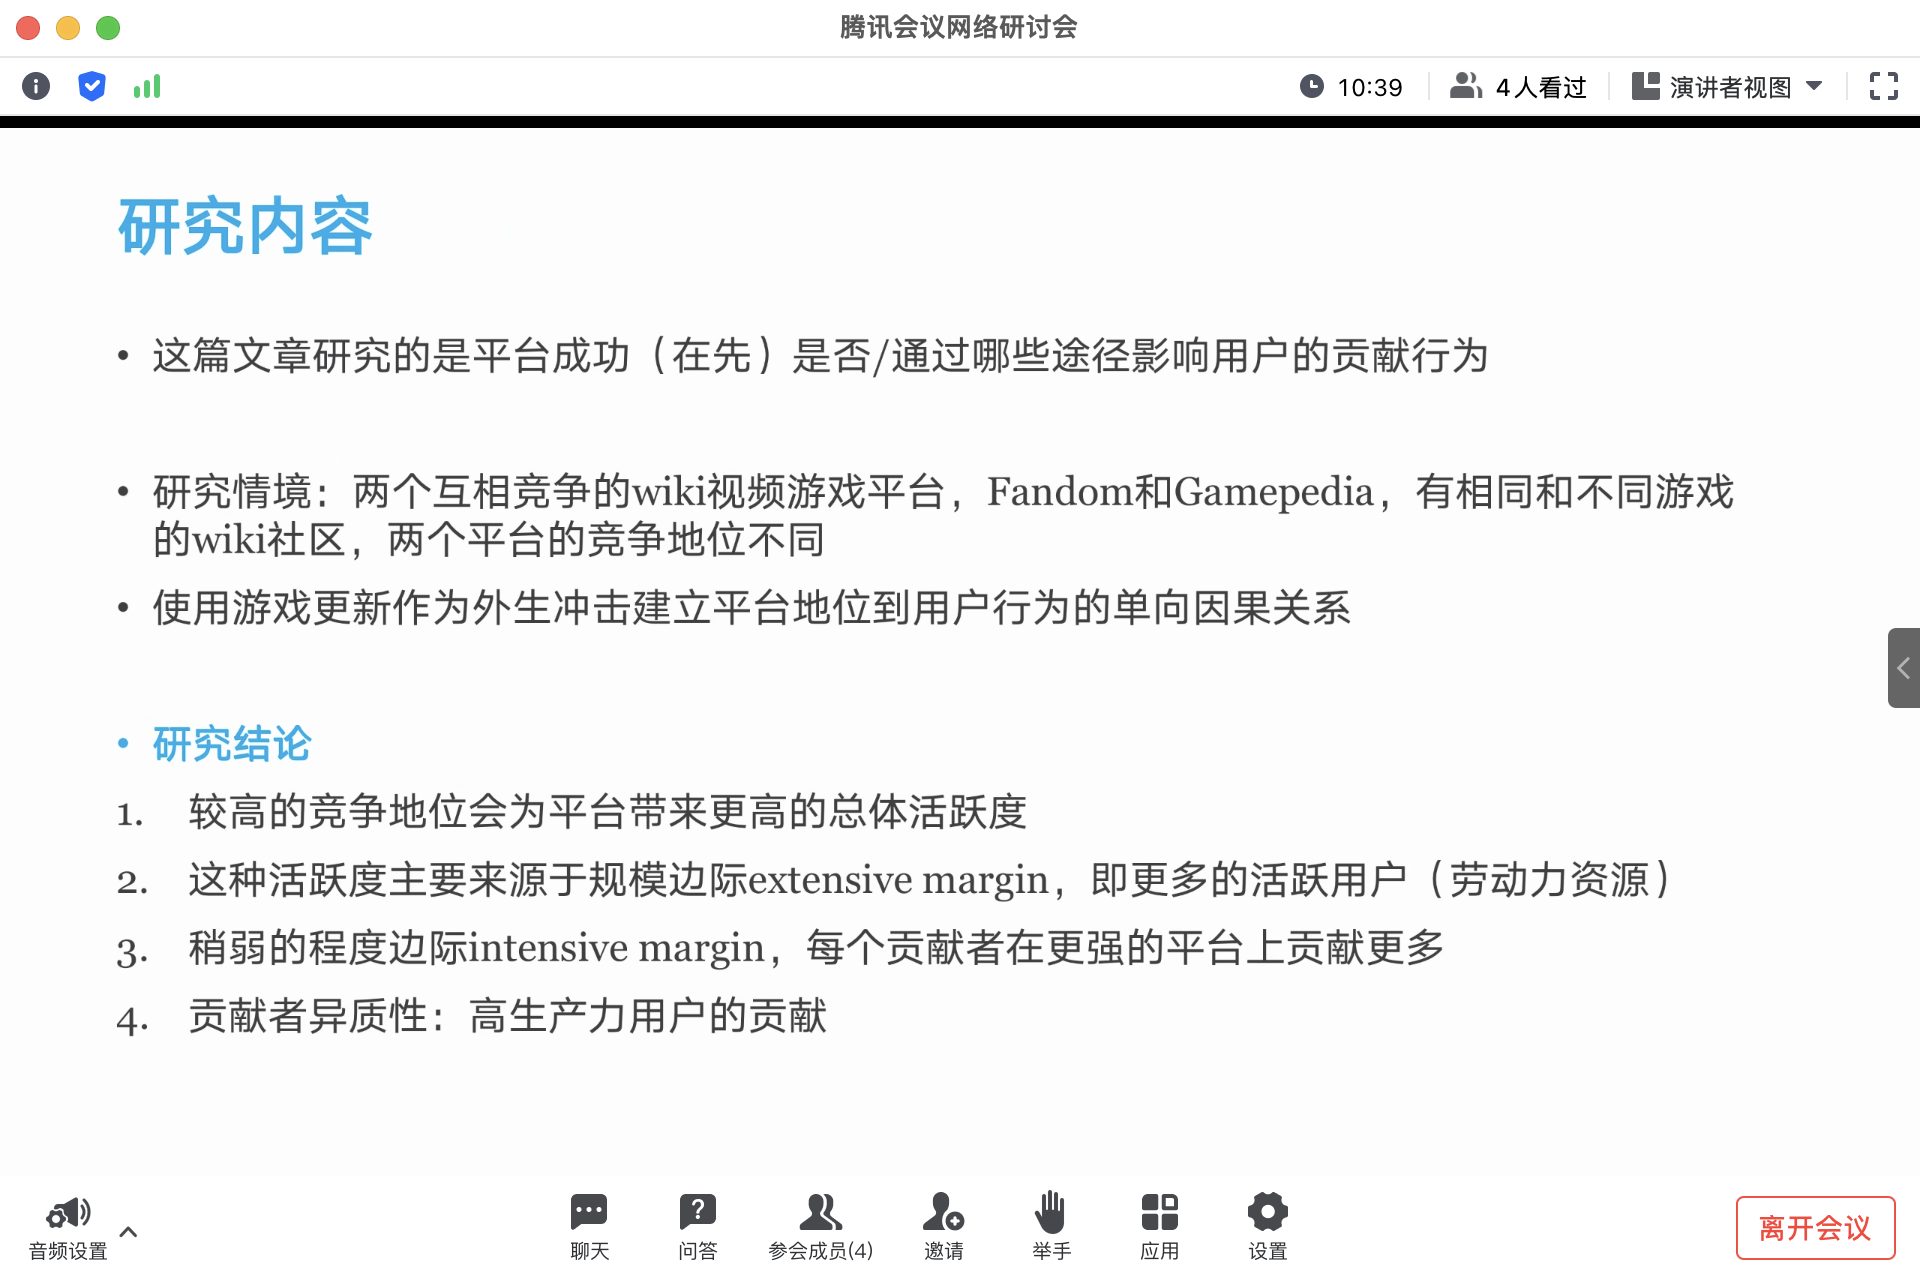 腾讯会议网络研讨会
10:39
4人看过
演讲者视图
研究内容
• 这篇文章研究的是平台成功（在先）是否/通过哪些途径影响用户的贡献行为
• 研究情境：两个互相竞争的wiki视频游戏平台，Fandom和Gamepedia，有相同和不同游戏
的wiki社区，两个平台的竞争地位不同
• 使用游戏更新作为外生冲击建立平台地位到用户行为的单向因果关系
• 研究结论
1. 较高的竞争地位会为平台带来更高的总体活跃度
2. 这种活跃度主要来源于规模边际extensive margin，即更多的活跃用户（劳动力资源）
3. 稍弱的程度边际intensive margin，每个贡献者在更强的平台上贡献更多
4. 贡献者异质性：高生产力用户的贡献
音频设置
聊天
问答
参会成员(4)
邀请
举手
应用
设置
离开会议